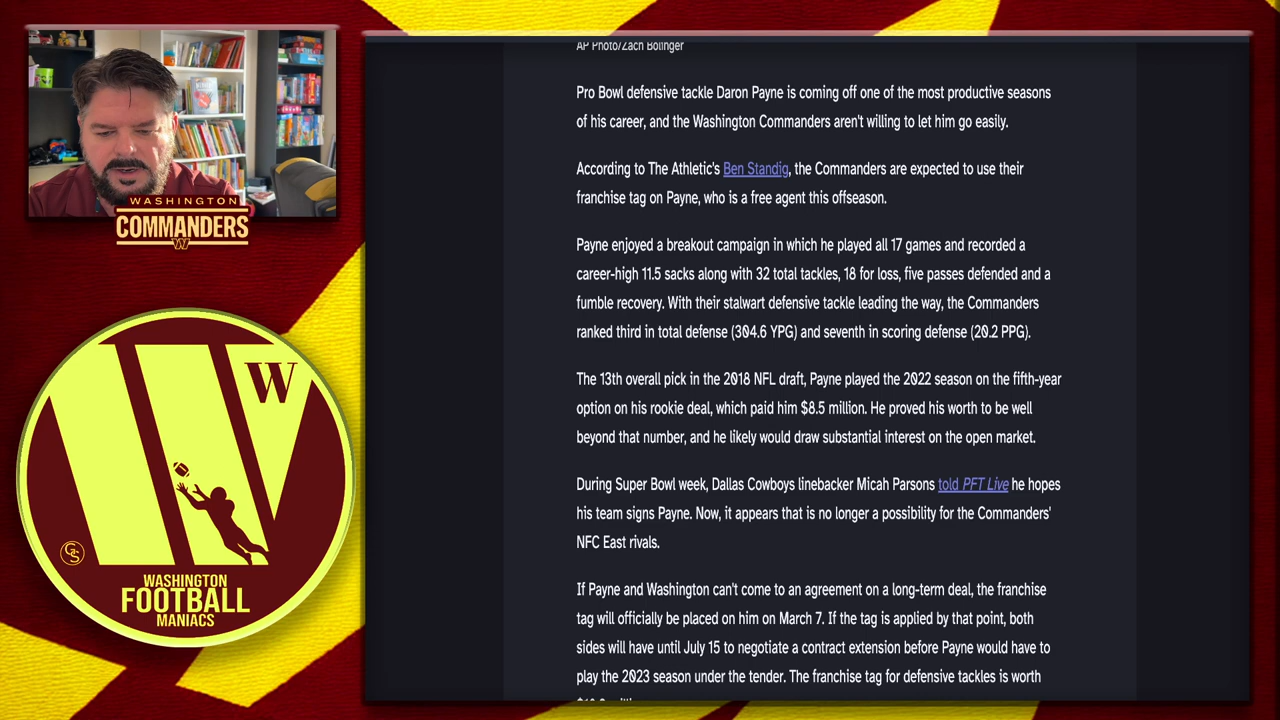 WASHINGTON
COMMANDERS
W
W
GS
WASHINGTON
FOOTBALL
MANIACS
AP Photo/Zach Bolinger
Pro Bowl defensive tackle Daron Payne is coming off one of the most productive seasons
of his career, and the Washington Commanders aren't willing to let him go easily.
According to The Athletic's Ben Standig, the Commanders are expected to use their
franchise tag on Payne, who is a free agent this offseason.
Payne enjoyed a breakout campaign in which he played all 17 games and recorded a
career-high 11.5 sacks along with 32 total tackles, 18 for loss, five passes defended and a
fumble recovery. With their stalwart defensive tackle leading the way, the Commanders
ranked third in total defense (304.6 YPG) and seventh in scoring defense (20.2 PPG).
The 13th overall pick in the 2018 NFL draft, Payne played the 2022 season on the fifth-year
option on his rookie deal, which paid him $8.5 million. He proved his worth to be well
beyond that number, and he likely would draw substantial interest on the open market.
During Super Bowl week, Dallas Cowboys linebacker Micah Parsons told PFT Live he hopes
his team signs Payne. Now, it appears that is no longer a possibility for the Commanders'
NFC East rivals.
If Payne and Washington can't come to an agreement on a long-term deal, the franchise
tag will officially be placed on him on March 7. If the tag is applied by that point, both
sides will have until July 15 to negotiate a contract extension before Payne would have to
play the 2023 season under the tender. The franchise tag for defensive tackles is worth